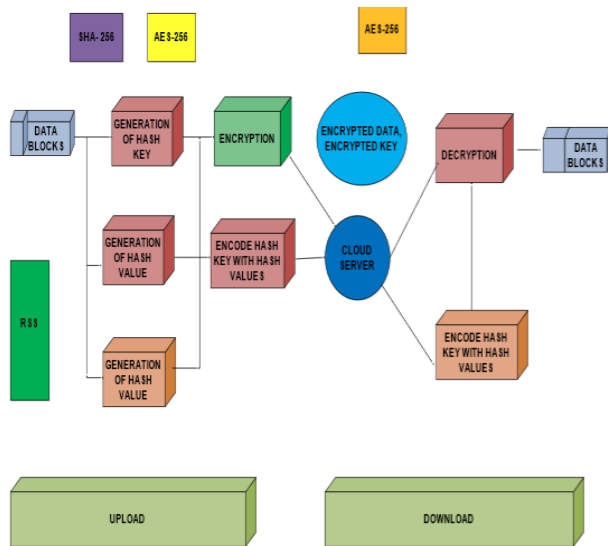 SHA- 256
AES-256
AES-256
DATA
BLOCKS
GENERATION
OF HASH
KEY
ENCRYPTION
ENCRYPTED DATA,
ENCRYPTED KEY
DECRYPTION
DATA
BLOCKS
GENERATION
OF HASH
VALUE
ENCODE HASH
KEY WITH HASH
VALUES
CLOUD
SERVER
RSS
GENERATION
OF HASH
VALUE
ENCODE HASH
KEY WITH HASH
VALUES
UPLOAD
DOWNLOAD